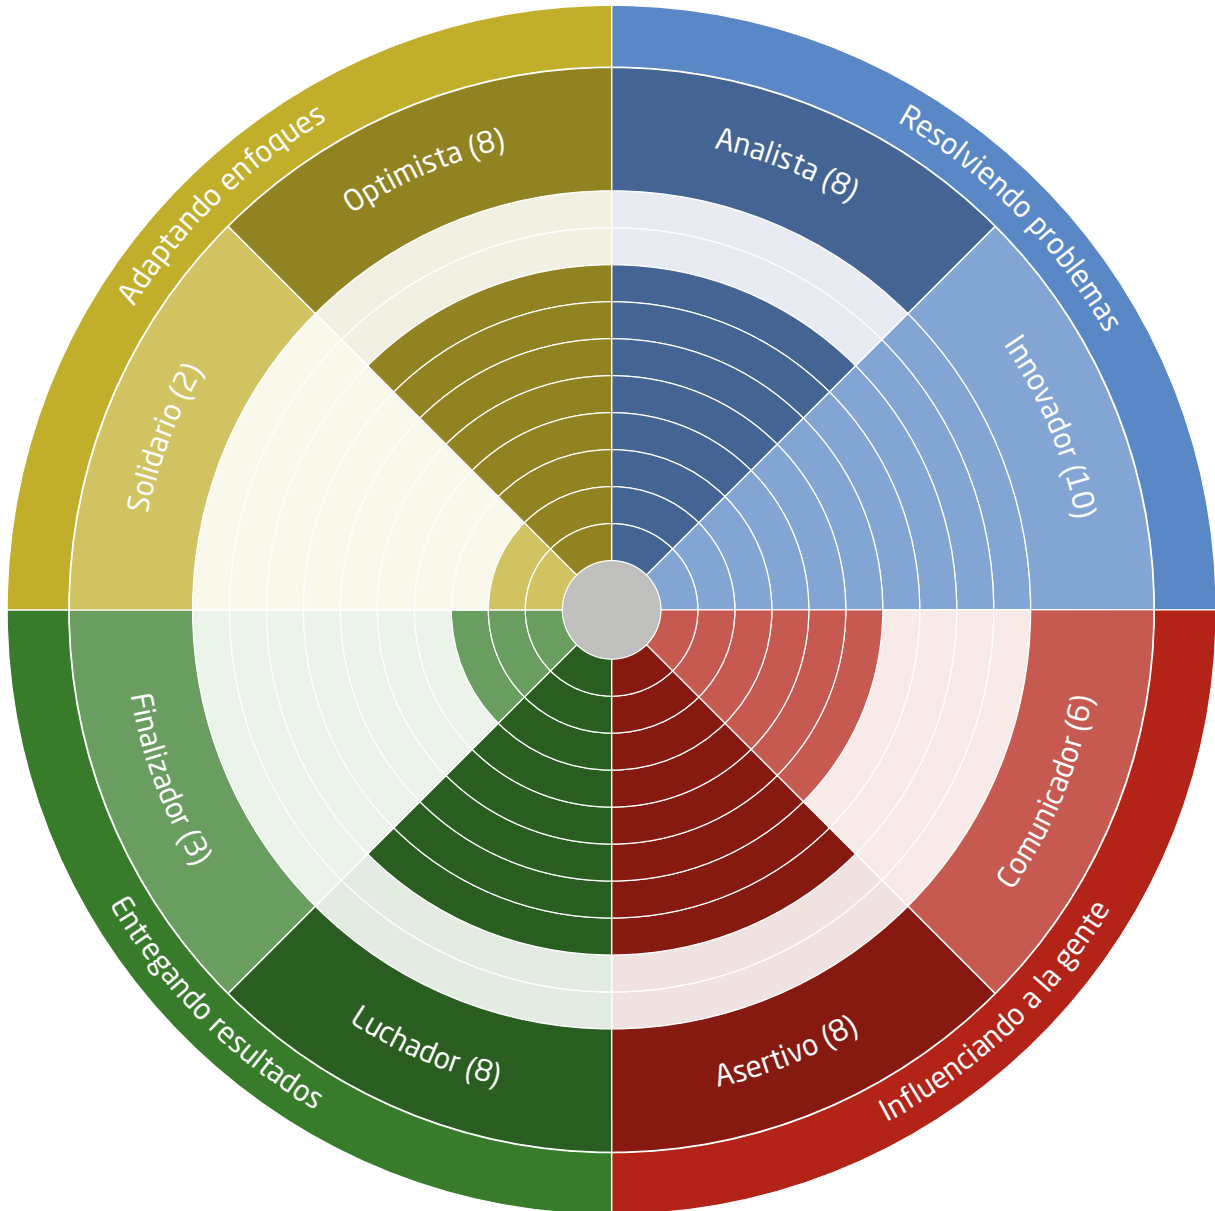 Adaptando enfoques
Resolviendo problemas
Optimista (8)
Analista (8)
Solidario (2)
Innovador (10)
Finalizador (3)
Comunicador (6)
Luchador (8)
Asertivo (8)
Entregando resultados
Influenciando a la gente